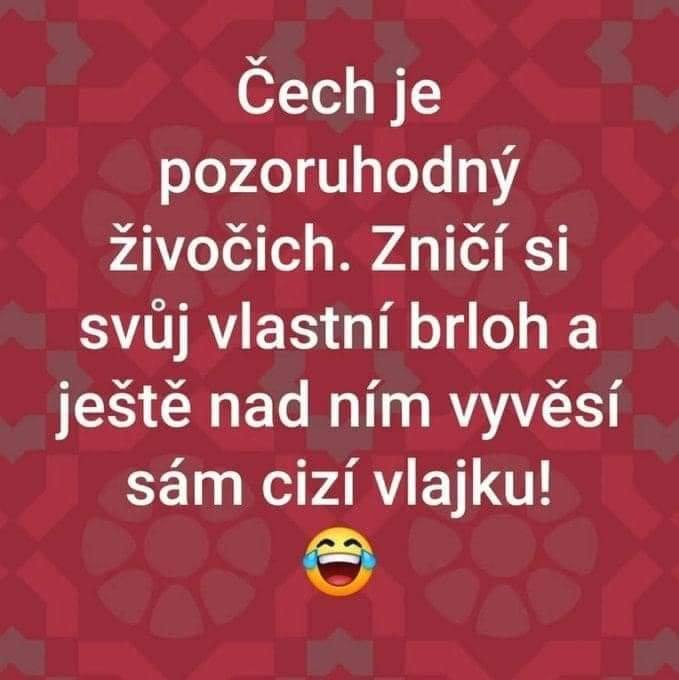 Čech je
pozoruhodný
živočich. Zničí si
svůj vlastní brloh a
ještě nad ním vyvěsí
sám cizí vlajku!
😂